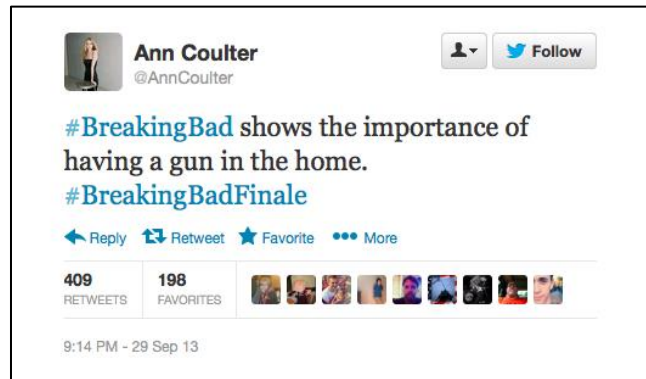 Ann Coulter
@AnnCoulter
Follow
#BreakingBad shows the importance of
having a gun in the home.
#BreakingBadFinale
Reply Retweet Favorite More
409 198
RETWEETS FAVORITES
9:14 PM - 29 Sep 13